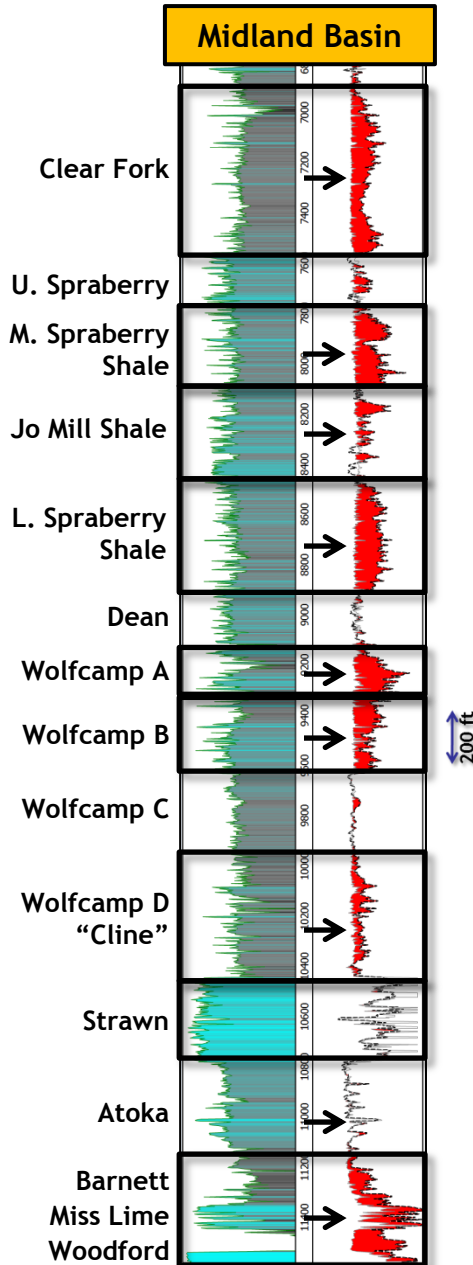 Midland Basin
7000
Clear Fork
7200
7400
7600
U. Spraberry
7800
M. Spraberry
Shale
8000
8200
Jo Mill Shale
8400
8600
L. Spraberry
Shale
8800
Dean
9000
Wolfcamp A
9400
Wolfcamp B
200 ft
Wolfcamp C
9800
10000
Wolfcamp D
“Cline”
10200
10400
Strawn
10600
10800
Atoka
11000
11200
Barnett
Miss Lime
Woodford